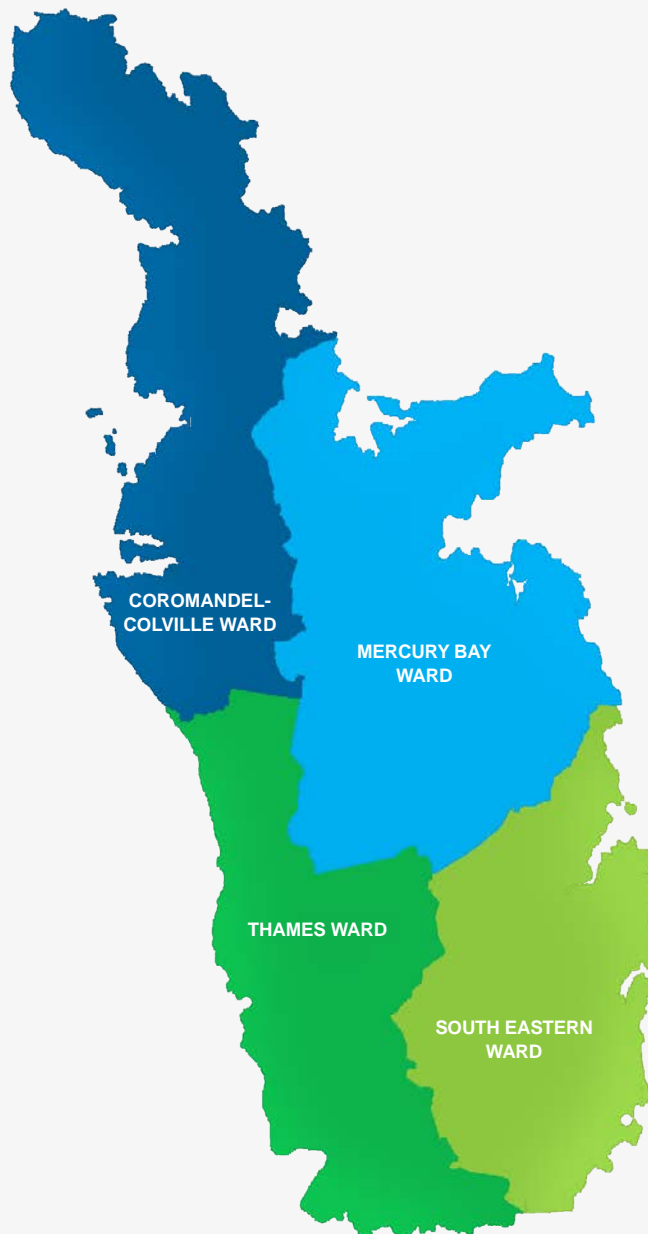 COROMANDEL-
COLVILLE WARD
MERCURY BAY
WARD
THAMES WARD
SOUTH EASTERN
WARD